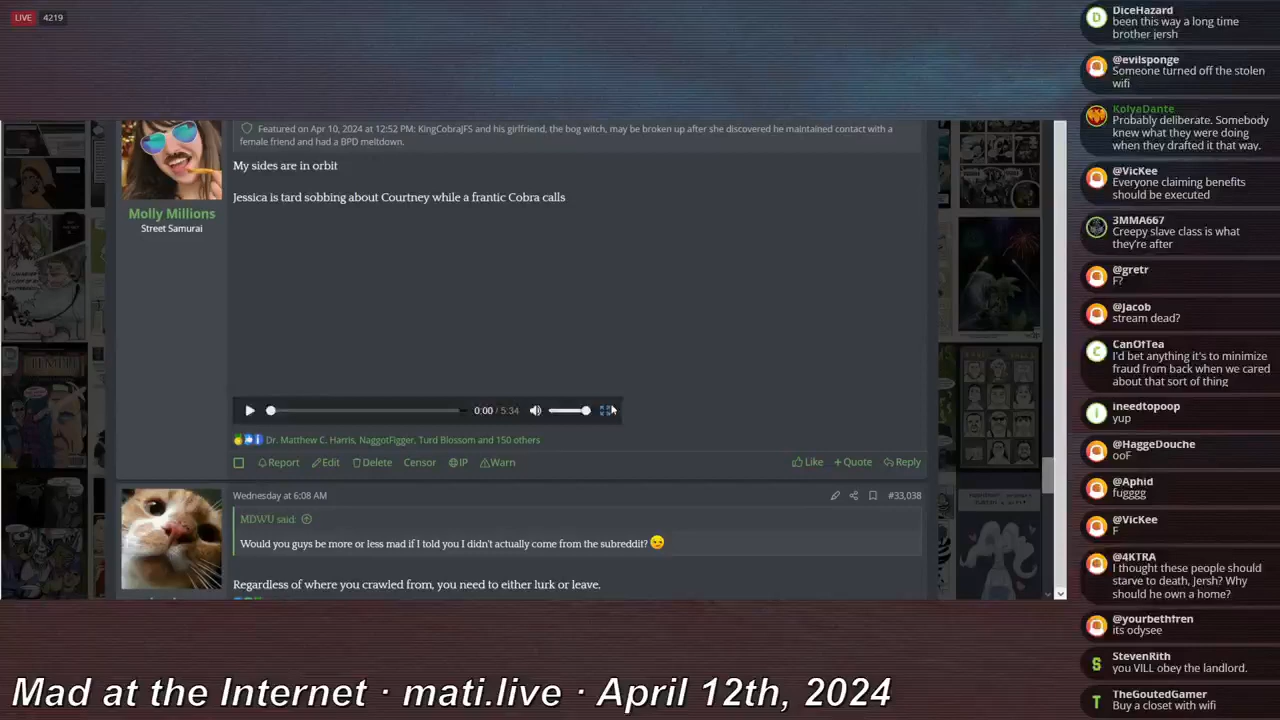 LIVE 4219
Featured on Apr 10, 2024 at 12:52 PM: KingCobraJFS and his girlfriend, the bog witch, may be broken up after she discovered he maintained contact with a
female friend and had a BPD meltdown.
My sides are in orbit
Jessica is tard sobbing about Courtney while a frantic Cobra calls
Molly Millions
Street Samurai
0:00 / 5:34
Dr. Matthew C. Harris, NaggotFigger, Turd Blossom and 150 others
Report Edit Delete Censor IP Warn Like + Quote Reply
Wednesday at 6:08 AM #33,038
MDWU said:
Would you guys be more or less mad if I told you I didn't actually come from the subreddit?
Regardless of where you crawled from, you need to either lurk or leave.
Mad at the Internet · mati.live · April 12th, 2024
DiceHazard
been this way a long time
brother jersh
@evilsponge
Someone turned off the stolen
wifi
KolyaDante
Probably deliberate. Somebody
knew what they were doing
when they drafted it that way.
@VicKee
Everyone claiming benefits
should be executed
3MMA667
Creepy slave class is what
they're after
@gretr
F?
@Jacob
stream dead?
CanOfTea
I'd bet anything it's to minimize
fraud from back when we cared
about that sort of thing
ineedtopoop
yup
@HaggeDouche
ooF
@Aphid
fugggg
@VicKee
F
@4KTRA
I thought these people should
starve to death, Jersh? Why
should he own a home?
@yourbethfren
its odysee
StevenRith
you VILL obey the landlord.
TheGoutedGamer
Buy a closet with wifi